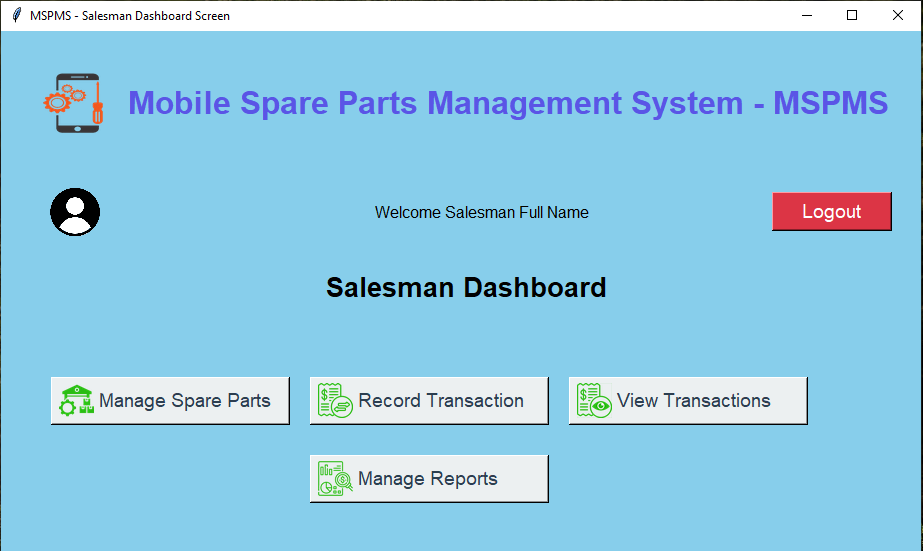 MSPMS - Salesman Dashboard Screen
Mobile Spare Parts Management System - MSPMS
Welcome Salesman Full Name
Logout
Salesman Dashboard
Manage Spare Parts
Record Transaction
View Transactions
Manage Reports